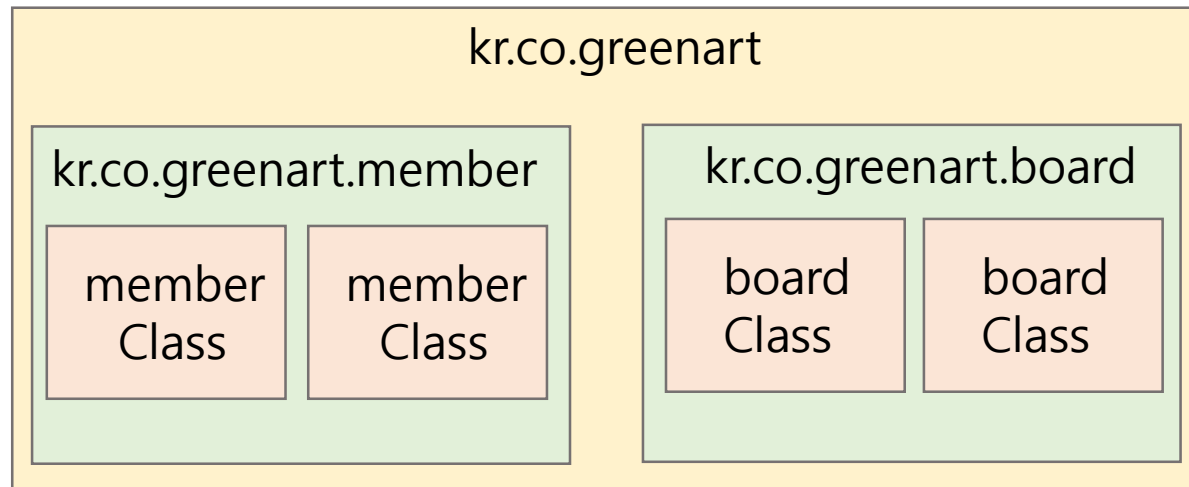 kr.co.greenart
kr.co.greenart.member
member
Class
member
Class
kr.co.greenart.board
board
Class
board
Class